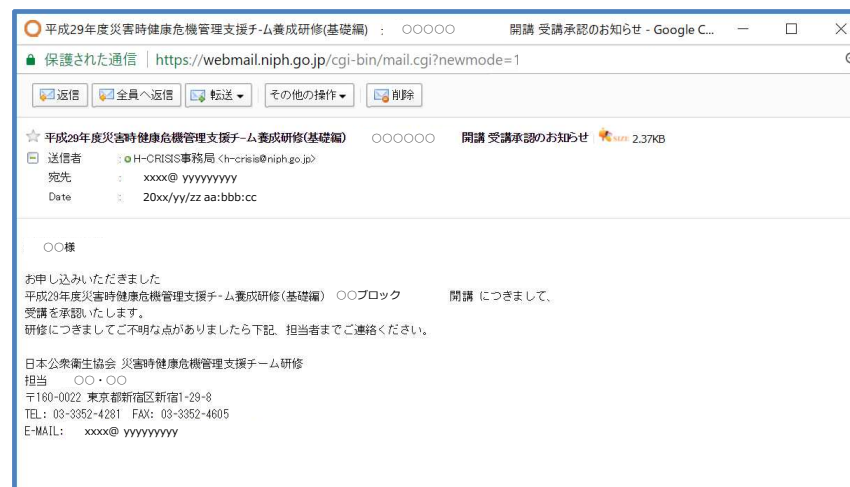 平成29年度災害時健康危機管理支援ﾁｰﾑ養成研修(基礎編) : ○○○○○ 開講 受講承認のお知らせ - Google C...
保護された通信 | https://webmail.niph.go.jp/cgi-bin/mail.cgi?newmode=1
返信 全員へ返信 転送 その他の操作 削除
平成29年度災害時健康危機管理支援ﾁｰﾑ養成研修(基礎編) ○○○○○○ 開講 受講承認のお知らせ SIZE 2.37KB
送信者 : H-CRISIS事務局 <h-crisis@niph.go.jp>
宛先 : xxxx@ yyyyyyyyy
Date : 20xx/yy/zz aa:bbb:cc
○○様
お申し込みいただきました
平成29年度災害時健康危機管理支援ﾁｰﾑ養成研修(基礎編) ○○ブロック 開講 につきまして、
受講を承認いたします。
研修につきましてご不明な点がありましたら下記、担当者までご連絡ください。
日本公衆衛生協会 災害時健康危機管理支援チーム研修
担当 ○○・○○
〒160-0022 東京都新宿区新宿1-29-8
TEL: 03-3352-4281 FAX: 03-3352-4605
E-MAIL: xxxx@ yyyyyyyyy